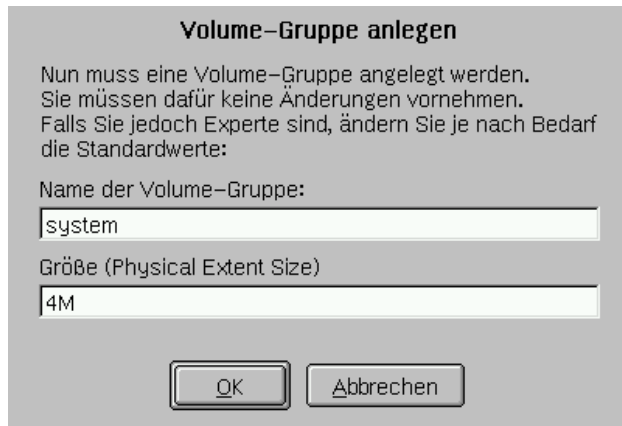 Volume-Gruppe anlegen
Nun muss eine Volume-Gruppe angelegt werden.
Sie müssen dafür keine Änderungen vornehmen.
Falls Sie jedoch Experte sind, ändern Sie je nach Bedarf
die Standardwerte:
Name der Volume-Gruppe:
system
Größe (Physical Extent Size)
4M
OK Abbrechen